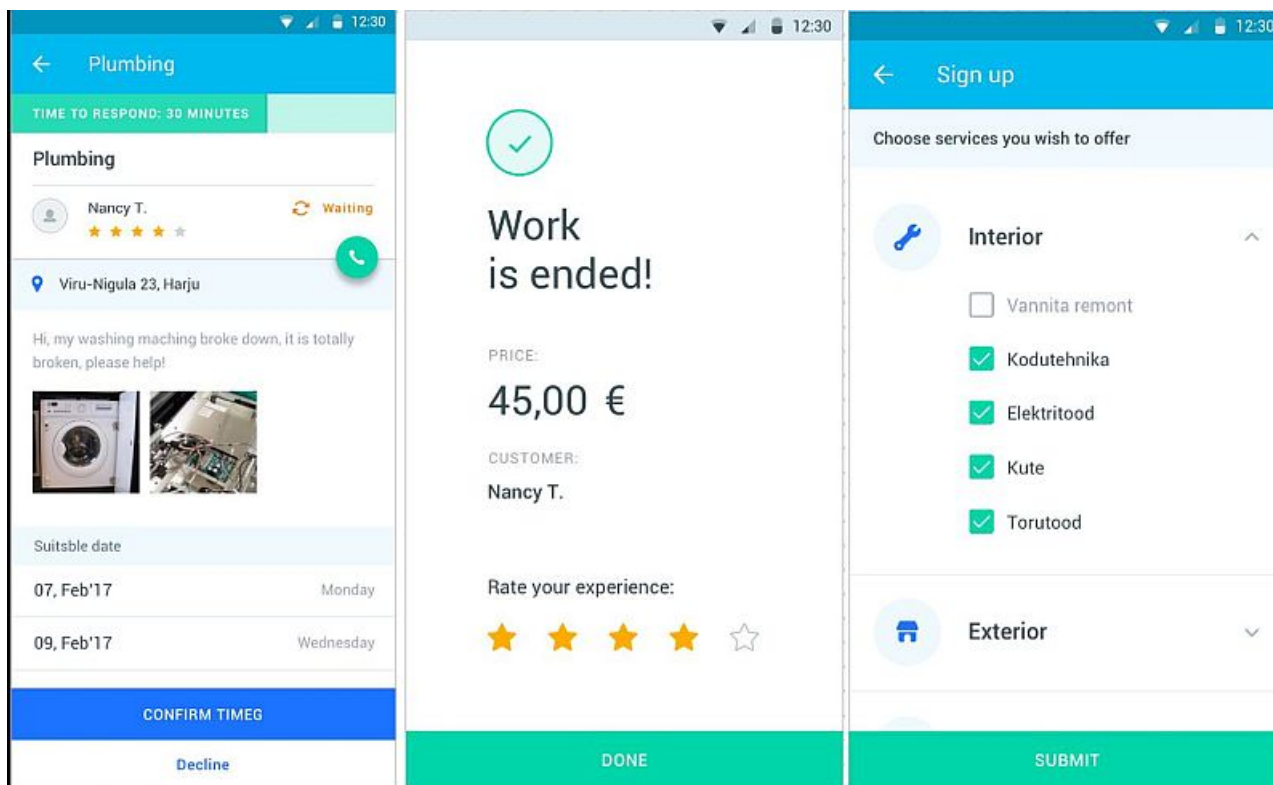 12:30
Plumbing
TIME TO RESPOND: 30 MINUTES
Plumbing
Nancy T.
Waiting
Viru-Nigula 23, Harju
Hi, my washing maching broke down, it is totally
broken, please help!
Suitsble date
07, Feb'17 Monday
09, Feb'17 Wednesday
CONFIRM TIMEG
Decline
12:30
Work
is ended!
PRICE:
45,00 €
CUSTOMER:
Nancy T.
Rate your experience:
DONE
12:30
Sign up
Choose services you wish to offer
Interior
Vannita remont
Kodutehnika
Elektritood
Kute
Torutood
Exterior
SUBMIT